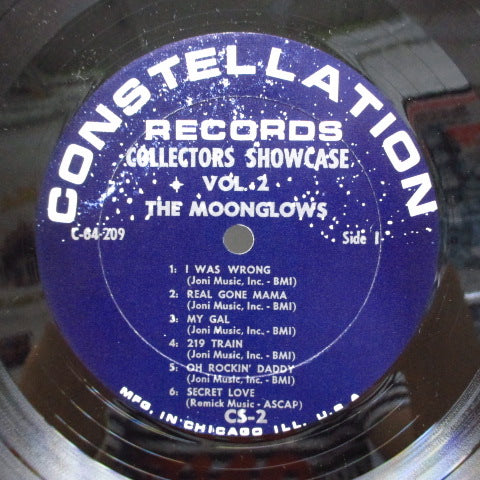 CONSTELLATION
RECORDS
COLLECTORS SHOWCASE
VOL. 2
THE MOONGLOWS
C-64-209
Side 1
1: I WAS WRONG
(Joni Music, Inc. - BMI)
2: REAL GONE MAMA
(Joni Music, Inc. - BMI)
3: MY GAL
(Joni Music, Inc. - BMI)
4: 219 TRAIN
(Joni Music, Inc. - BMI)
5: OH ROCKIN' DADDY
(Joni Music, Inc. - BMI)
6: SECRET LOVE
(Remick Music - ASCAP)
CS-2
MFG. IN CHICAGO ILL. U.S.A.